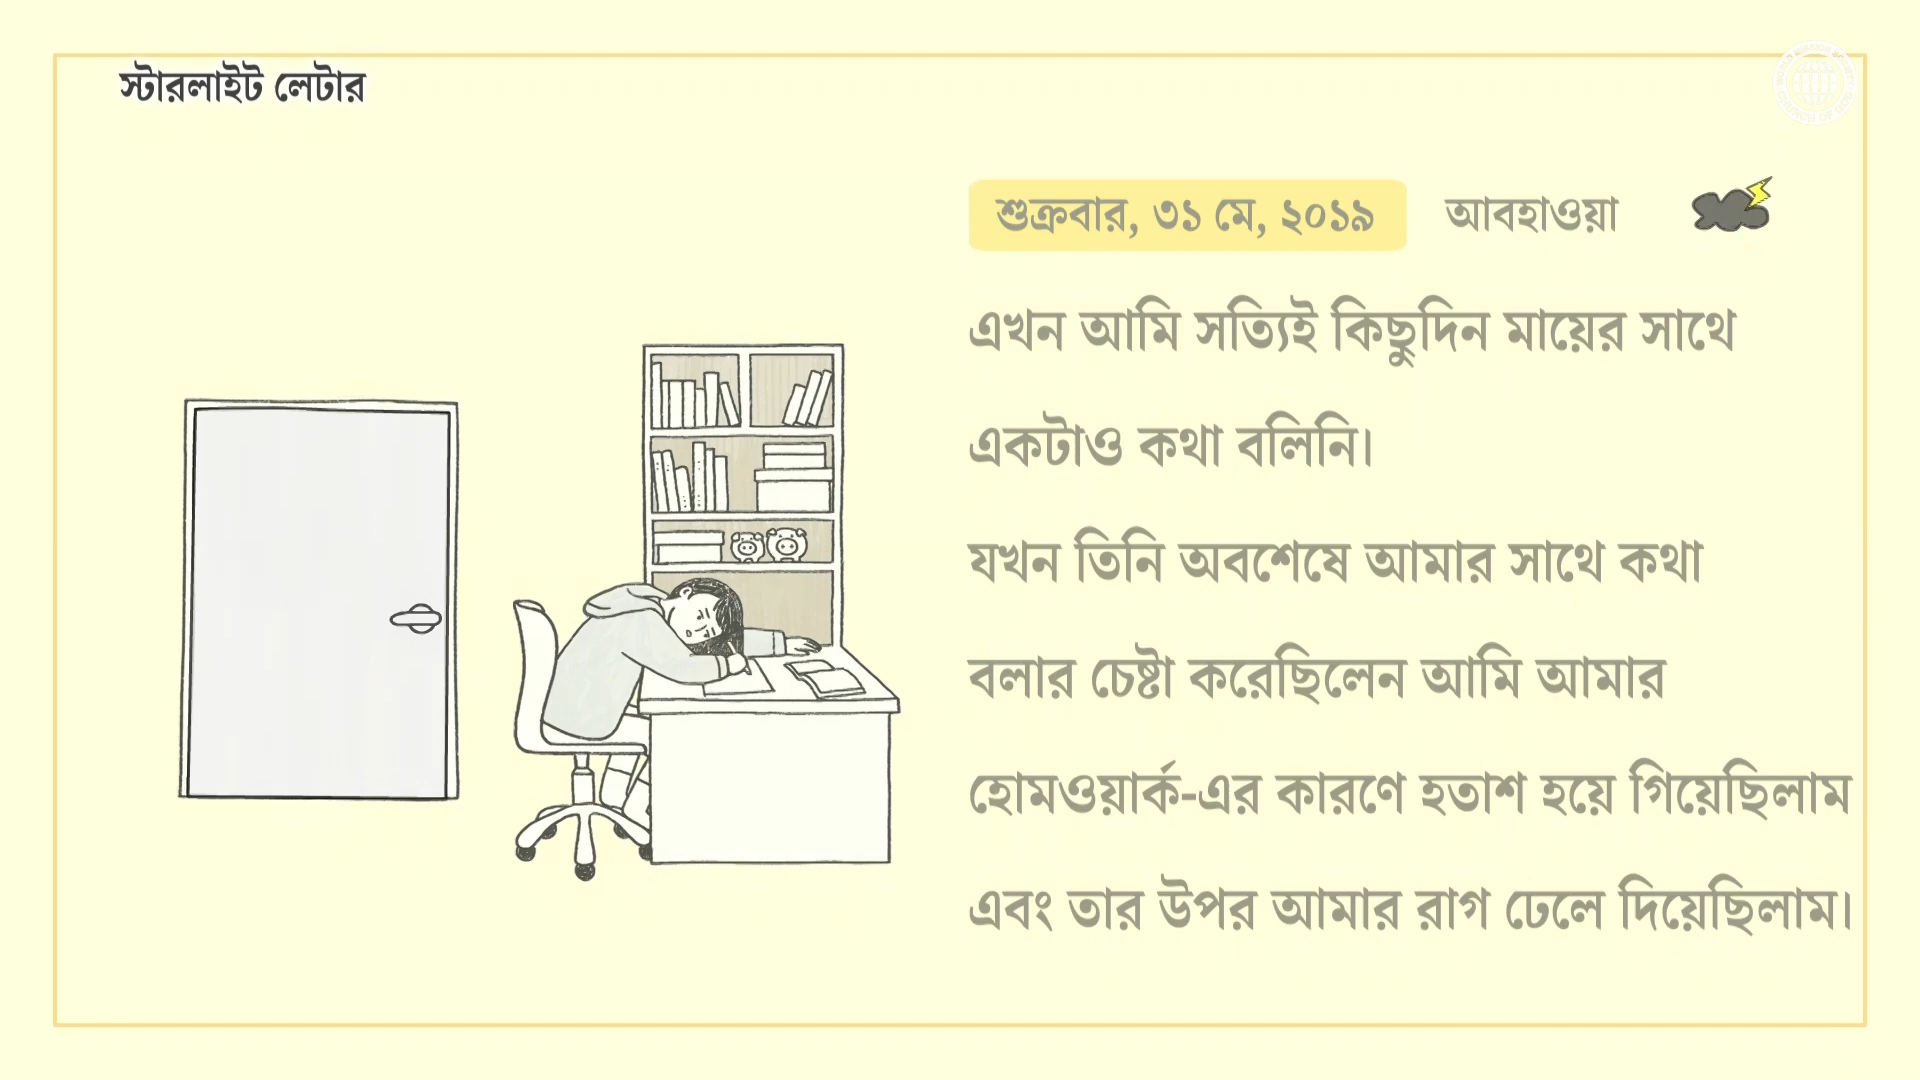 স্টারলাইট লেটার
শুক্রবার, ৩১ মে, ২০১৯ আবহাওয়া
এখন আমি সত্যিই কিছুদিন মায়ের সাথে
একটাও কথা বলিনি।
যখন তিনি অবশেষে আমার সাথে কথা
বলার চেষ্টা করেছিলেন আমি আমার
হোমওয়ার্ক-এর কারণে হতাশ হয়ে গিয়েছিলাম
এবং তার উপর আমার রাগ ঢেলে দিয়েছিলাম।